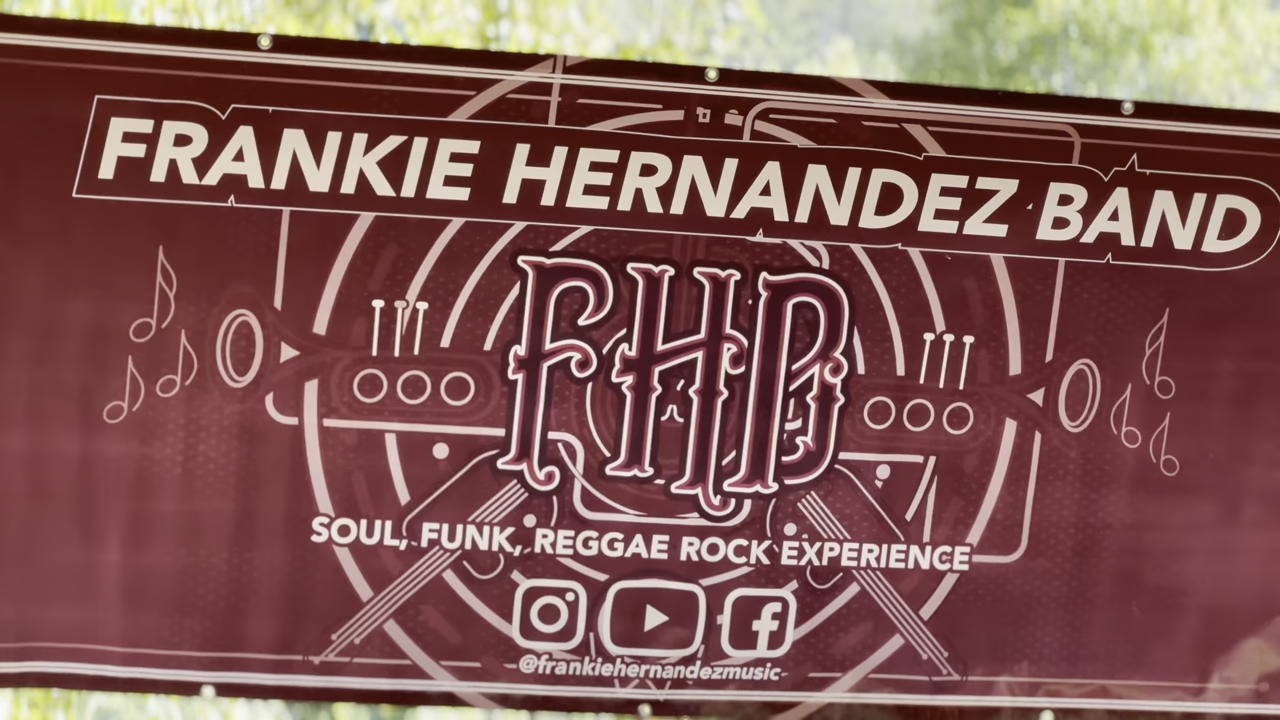 FRANKIE HERNANDEZ BAND
FHB
SOUL, FUNK, REGGAE ROCK EXPERIENCE
@frankiehernandezmusic